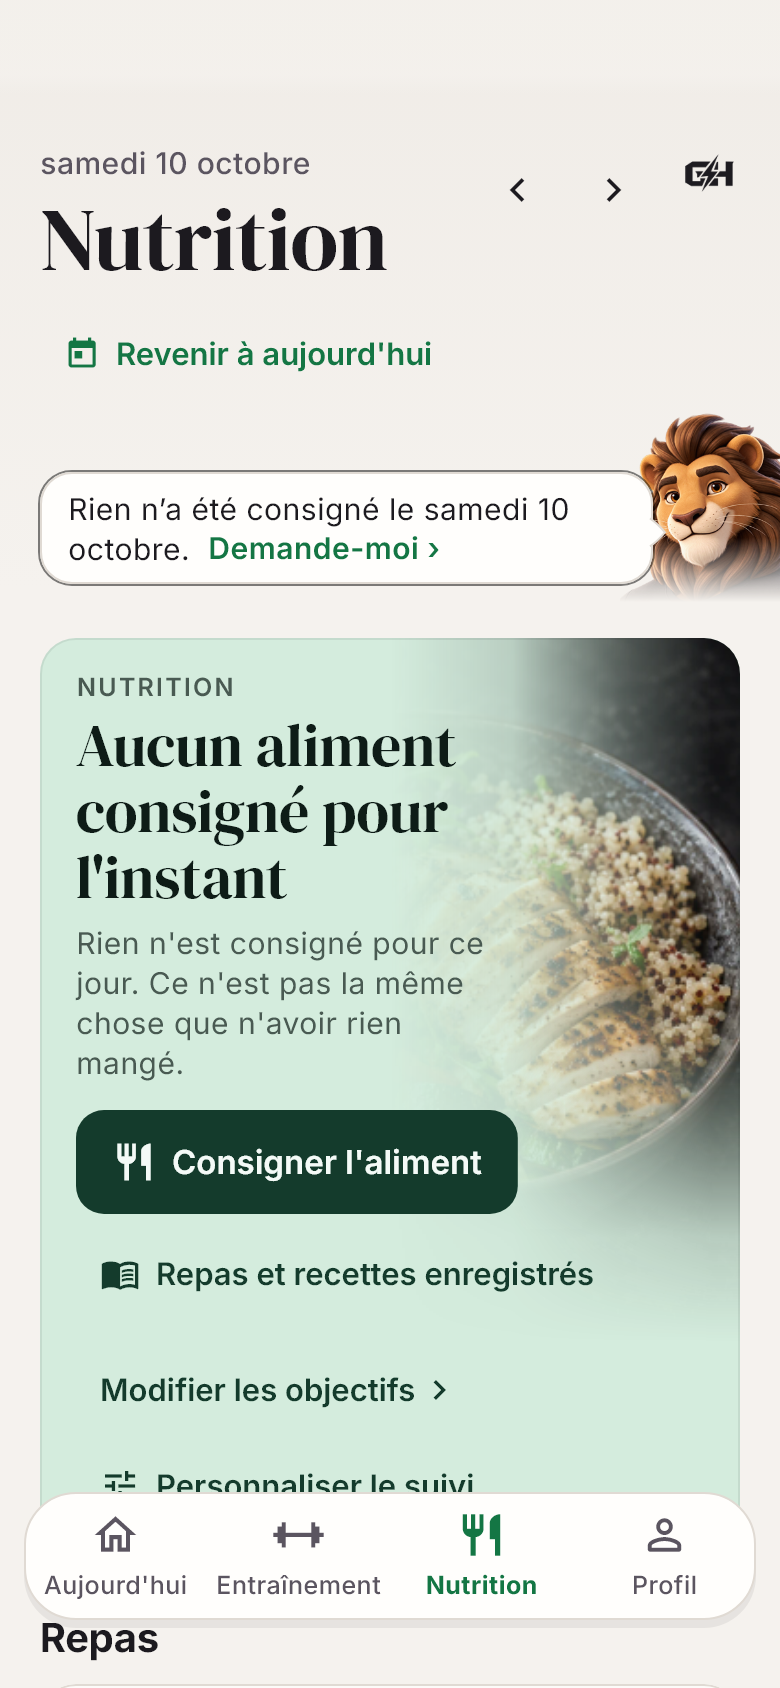 samedi 10 octobre
GH
Nutrition
Revenir à aujourd'hui
Rien n’a été consigné le samedi 10
octobre. Demande-moi ›
NUTRITION
Aucun aliment
consigné pour
l'instant
Rien n'est consigné pour ce
jour. Ce n'est pas la même
chose que n'avoir rien
mangé.
Consigner l'aliment
Repas et recettes enregistrés
Modifier les objectifs
Personnaliser le suivi
Aujourd'hui
Entraînement
Nutrition
Profil
Repas